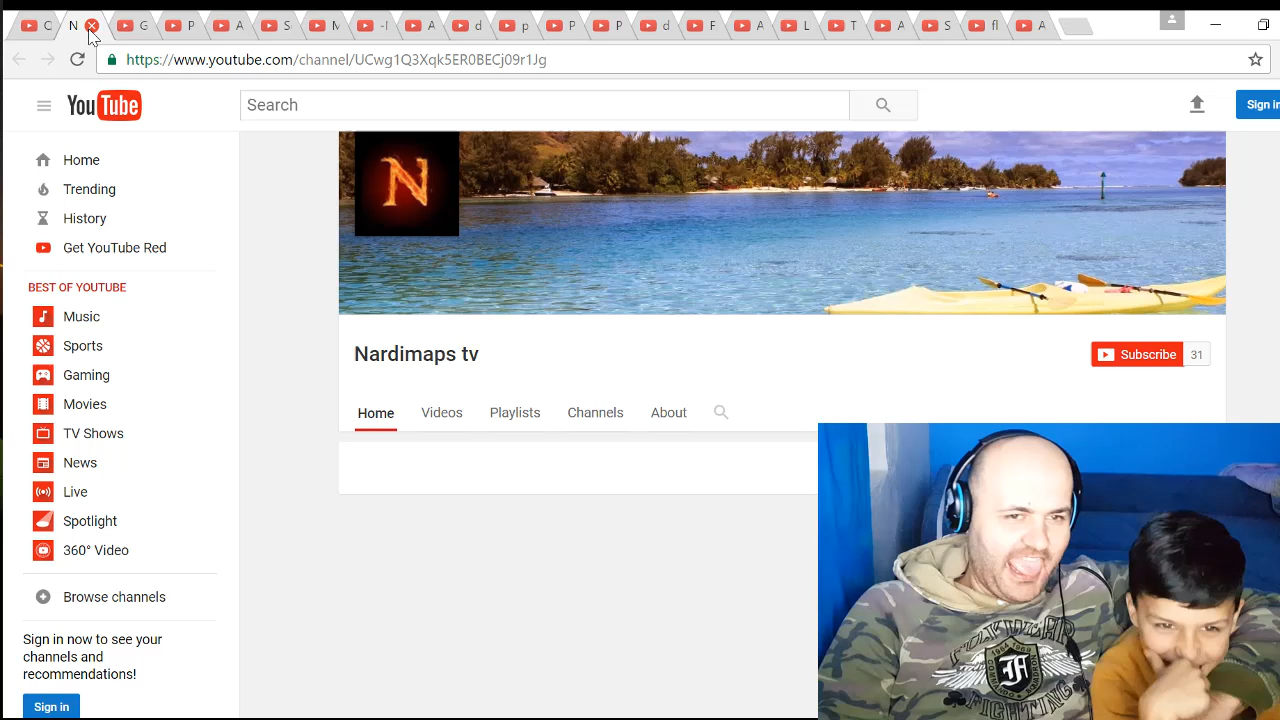 C N G P A S M -I A d p P P d F A L T A S fl A
https://www.youtube.com/channel/UCwg1Q3Xqk5ER0BECj09r1Jg
YouTube
Search
Sign in
Home
Trending
History
Get YouTube Red
BEST OF YOUTUBE
Music
Sports
Gaming
Movies
TV Shows
News
Live
Spotlight
360° Video
Browse channels
Sign in now to see your
channels and
recommendations!
Sign in
N
Nardimaps tv
Subscribe 31
Home Videos Playlists Channels About
FIGHTING